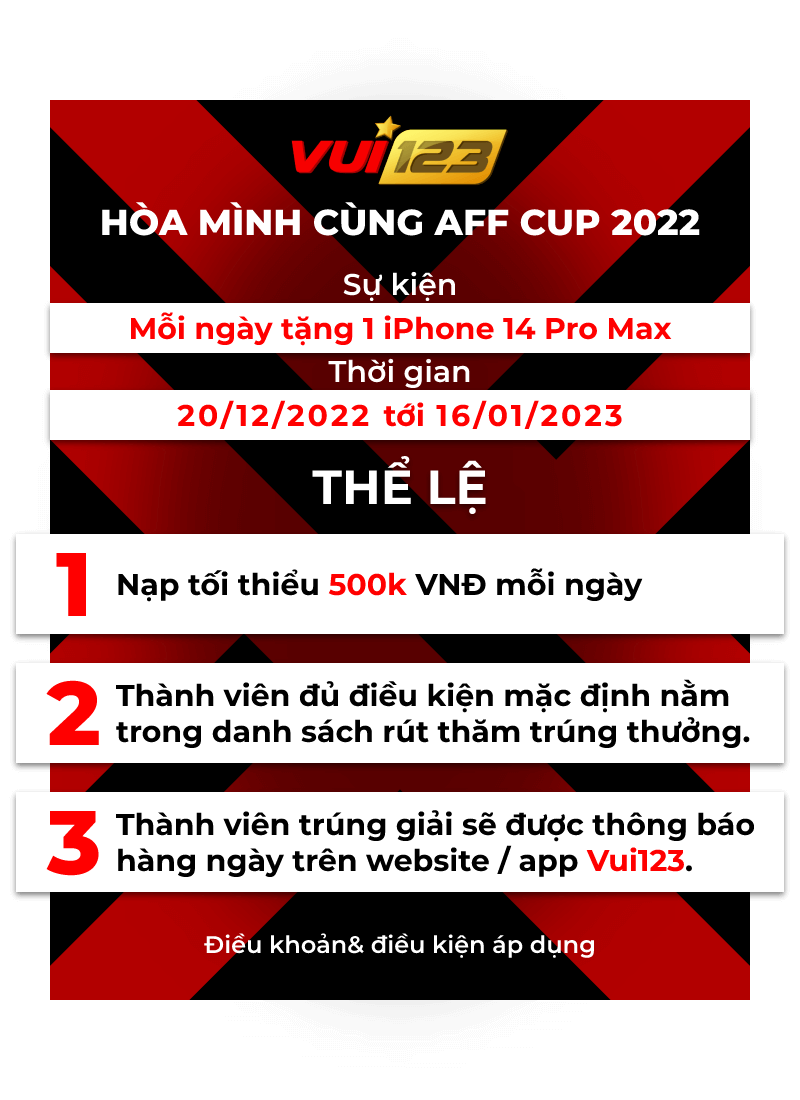 VUI123
HÒA MÌNH CÙNG AFF CUP 2022
Sự kiện
Mỗi ngày tặng 1 iPhone 14 Pro Max
Thời gian
20/12/2022 tới 16/01/2023
THỂ LỆ
1
Nạp tối thiểu 500k VNĐ mỗi ngày
2
Thành viên đủ điều kiện mặc định nằm
trong danh sách rút thăm trúng thưởng.
3
Thành viên trúng giải sẽ được thông báo
hàng ngày trên website / app Vui123.
Điều khoản& điều kiện áp dụng